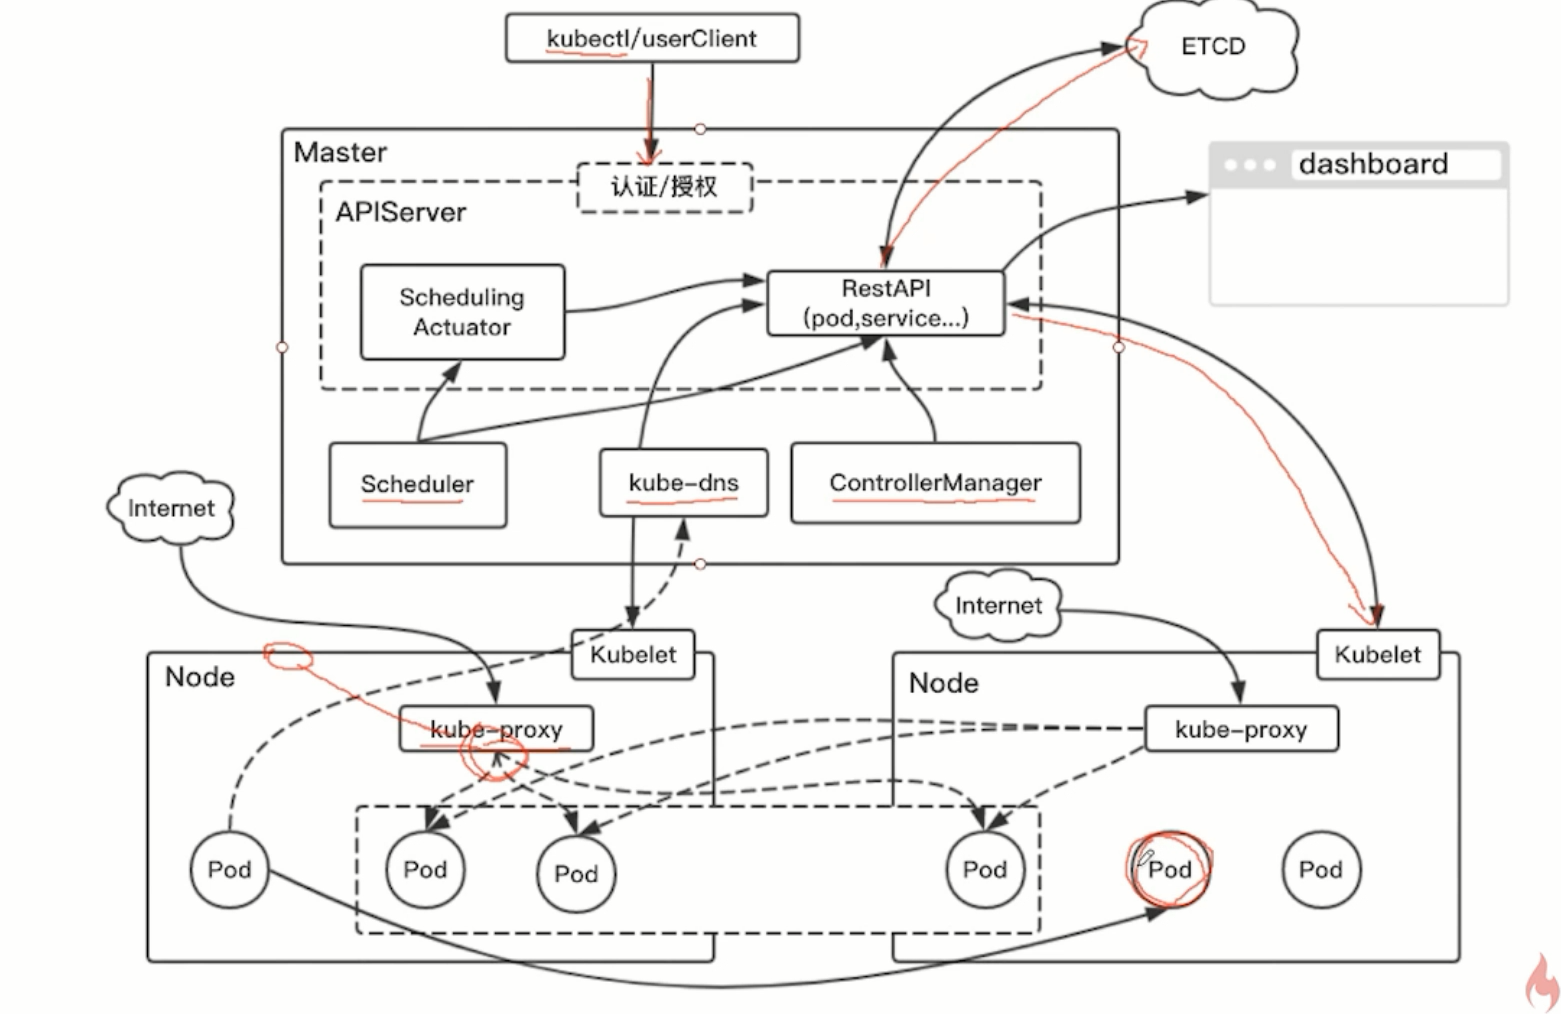 kubectl/userClient
ETCD
Master
认证/授权
dashboard
APIServer
Scheduling
Actuator
RestAPI
(pod,service...)
Scheduler
kube-dns
ControllerManager
Internet
Internet
Node
Kubelet
kube-proxy
Node
Kubelet
kube-proxy
Pod
Pod
Pod
Pod
Pod
Pod